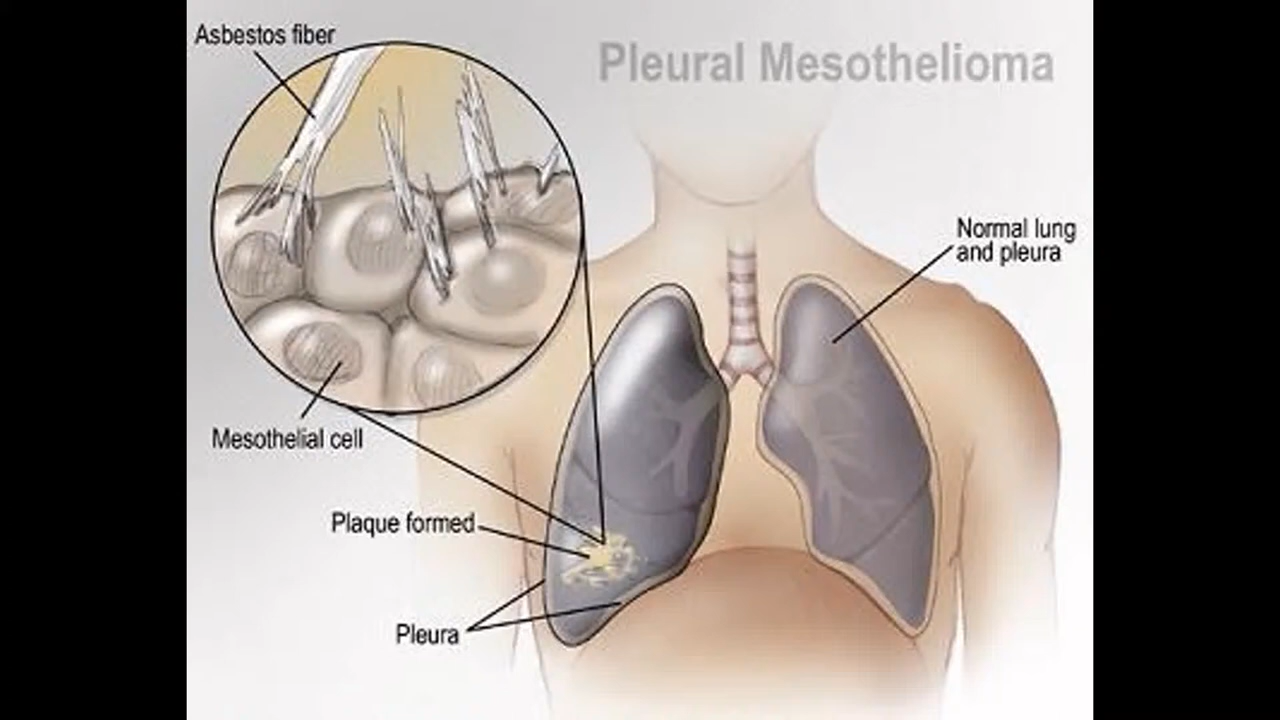 Asbestos fiber
Pleural Mesothelioma
Normal lung
and pleura
Mesothelial cell
Plaque formed
Pleura